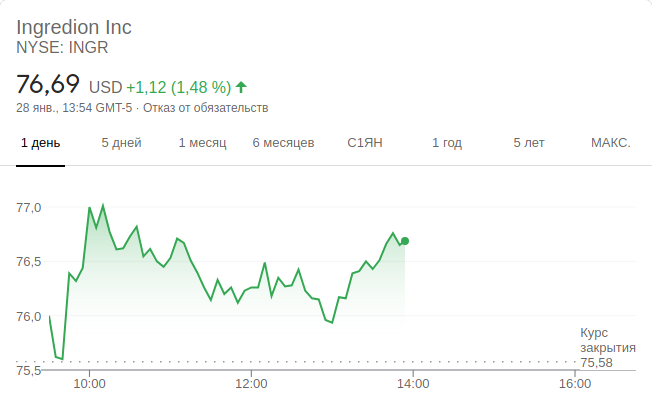 Ingredion Inc
NYSE: INGR
76,69 USD +1,12 (1,48 %)
28 янв., 13:54 GMT-5 · Отказ от обязательств
1 день 5 дней 1 месяц 6 месяцев С1ЯН 1 год 5 лет МАКС.
77,0
76,5
76,0
75,5
Курс
закрытия
75,58
10:00 12:00 14:00 16:00